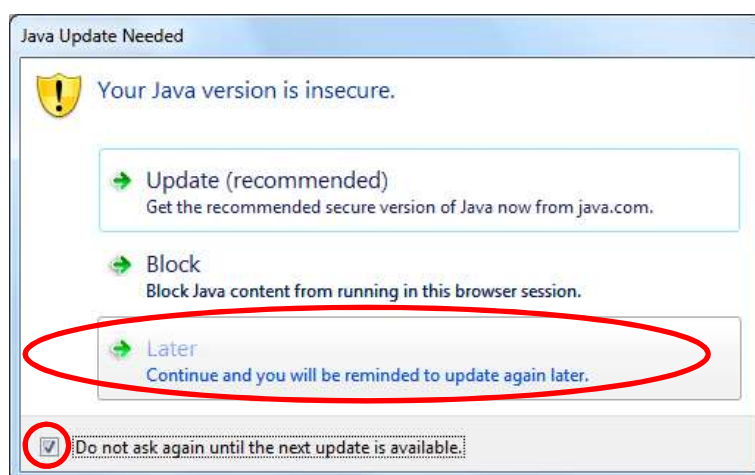 Java Update Needed
Your Java version is insecure.
Update (recommended)
Get the recommended secure version of Java now from java.com.
Block
Block Java content from running in this browser session.
Later
Continue and you will be reminded to update again later.
Do not ask again until the next update is available.